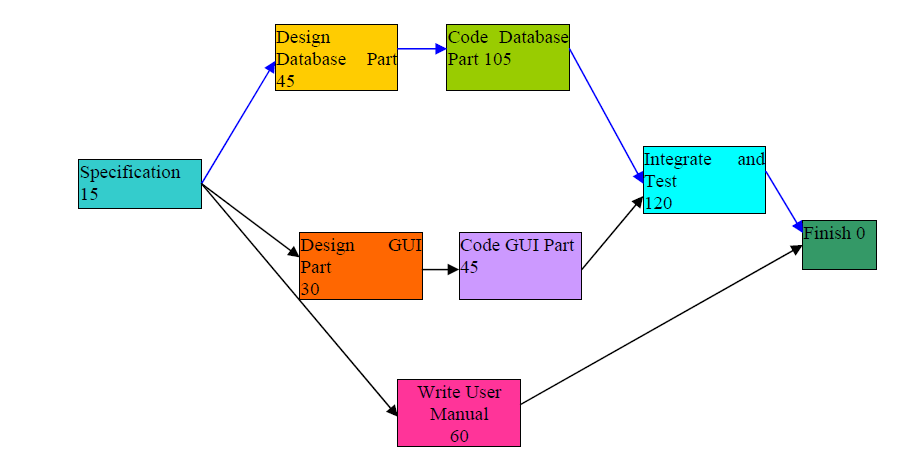 Design
Database Part
45
Code Database
Part 105
Specification
15
Integrate and
Test
120
Finish 0
Design GUI
Part
30
Code GUI Part
45
Write User
Manual
60